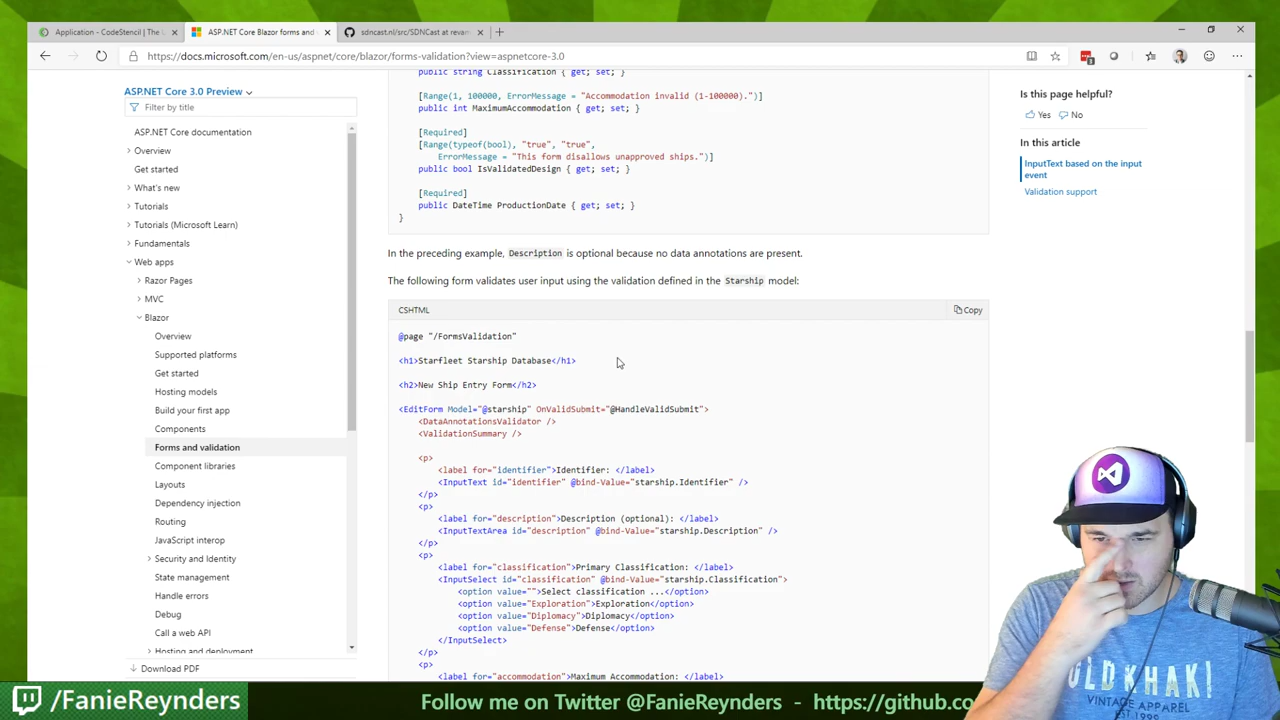 Application - CodeStencil | The
ASP.NET Core Blazor forms and
sdncast.nl/src/SDNCast at revam
https://docs.microsoft.com/en-us/aspnet/core/blazor/forms-validation?view=aspnetcore-3.0
ASP.NET Core 3.0 Preview
Filter by title
ASP.NET Core documentation
Overview
Get started
What's new
Tutorials
Tutorials (Microsoft Learn)
Fundamentals
Web apps
Razor Pages
MVC
Blazor
Overview
Supported platforms
Get started
Hosting models
Build your first app
Components
Forms and validation
Component libraries
Layouts
Dependency injection
Routing
JavaScript interop
Security and Identity
State management
Handle errors
Debug
Call a web API
Hosting and deployment
Download PDF
public string Classification { get; set; }
[Range(1, 100000, ErrorMessage = "Accommodation invalid (1-100000).")]
public int MaximumAccommodation { get; set; }
[Required]
[Range(typeof(bool), "true", "true",
ErrorMessage = "This form disallows unapproved ships.")]
public bool IsValidatedDesign { get; set; }
[Required]
public DateTime ProductionDate { get; set; }
}
In the preceding example, Description is optional because no data annotations are present.
The following form validates user input using the validation defined in the Starship model:
CSHTML
Copy
@page "/FormsValidation"
<h1>Starfleet Starship Database</h1>
<h2>New Ship Entry Form</h2>
<EditForm Model="@starship" OnValidSubmit="@HandleValidSubmit">
<DataAnnotationsValidator />
<ValidationSummary />
<p>
<label for="identifier">Identifier: </label>
<InputText id="identifier" @bind-Value="starship.Identifier" />
</p>
<p>
<label for="description">Description (optional): </label>
<InputTextArea id="description" @bind-Value="starship.Description" />
</p>
<p>
<label for="classification">Primary Classification: </label>
<InputSelect id="classification" @bind-Value="starship.Classification">
<option value="">Select classification ...</option>
<option value="Exploration">Exploration</option>
<option value="Diplomacy">Diplomacy</option>
<option value="Defense">Defense</option>
</InputSelect>
</p>
<p>
<label for="accommodation">Maximum Accommodation: </label>
Is this page helpful?
Yes
No
In this article
InputText based on the input
event
Validation support
VINTAGE APPAREL
/FanieReynders
Follow me on Twitter @FanieReynders - https://github.co